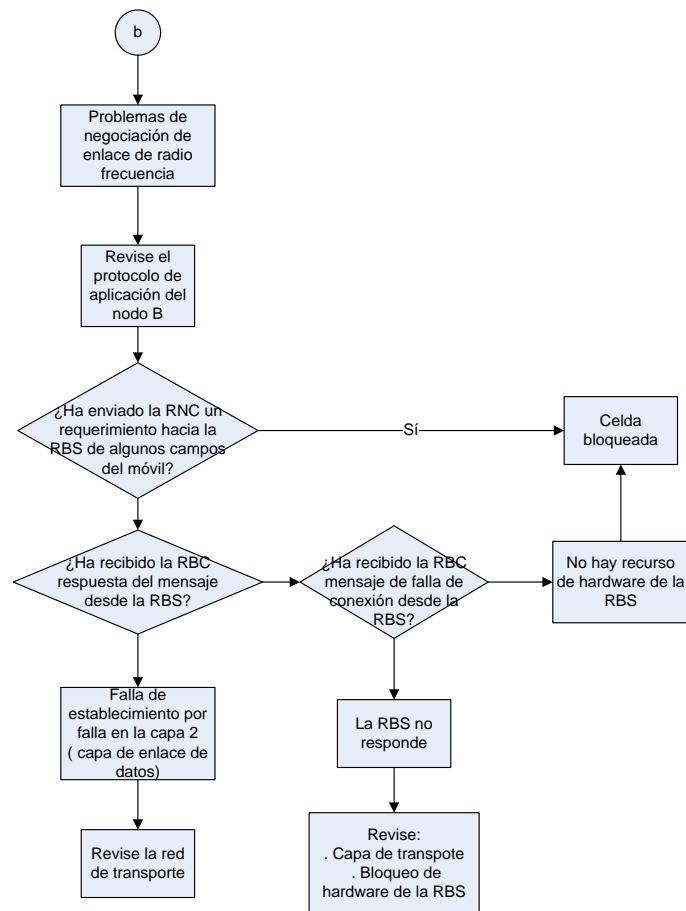 b
Problemas de
negociación de
enlace de radio
frecuencia
Revise el
protocolo de
aplicación del
nodo B
¿Ha enviado la RNC un
requerimiento hacia la
RBS de algunos campos
del móvil?
Sí
Celda
bloqueada
¿Ha recibido la RBC
respuesta del mensaje
desde la RBS?
¿Ha recibido la RBC
mensaje de falla de
conexión desde la
RBS?
No hay recurso
de hardware de la
RBS
Falla de
establecimiento por
falla en la capa 2
( capa de enlace de
datos)
La RBS no
responde
Revise la red
de transporte
Revise:
. Capa de transpote
. Bloqueo de
hardware de la RBS